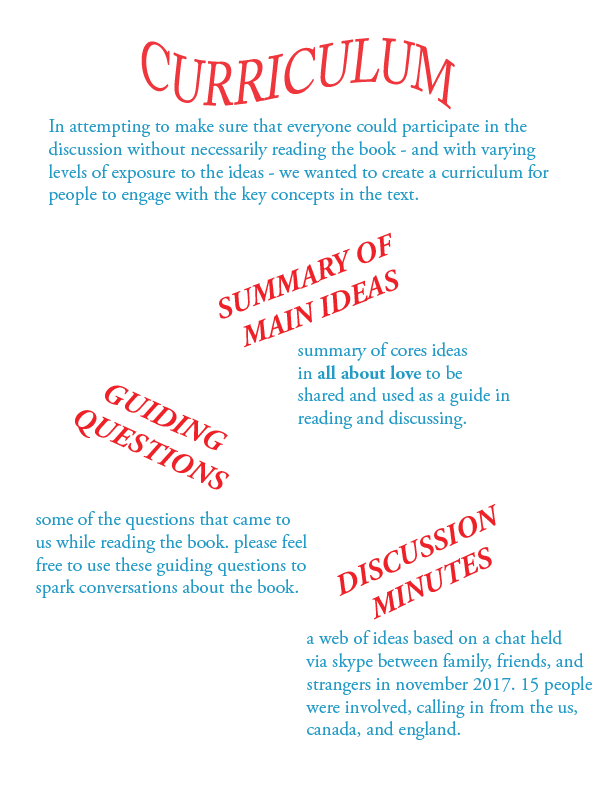 CURRICULUM
In attempting to make sure that everyone could participate in the
discussion without necessarily reading the book - and with varying
levels of exposure to the ideas - we wanted to create a curriculum for
people to engage with the key concepts in the text.
SUMMARY OF
MAIN IDEAS
summary of cores ideas
in all about love to be
shared and used as a guide in
reading and discussing.
GUIDING
QUESTIONS
some of the questions that came to
us while reading the book. please feel
free to use these guiding questions to
spark conversations about the book.
DISCUSSION
MINUTES
a web of ideas based on a chat held
via skype between family, friends, and
strangers in november 2017. 15 people
were involved, calling in from the us,
canada, and england.